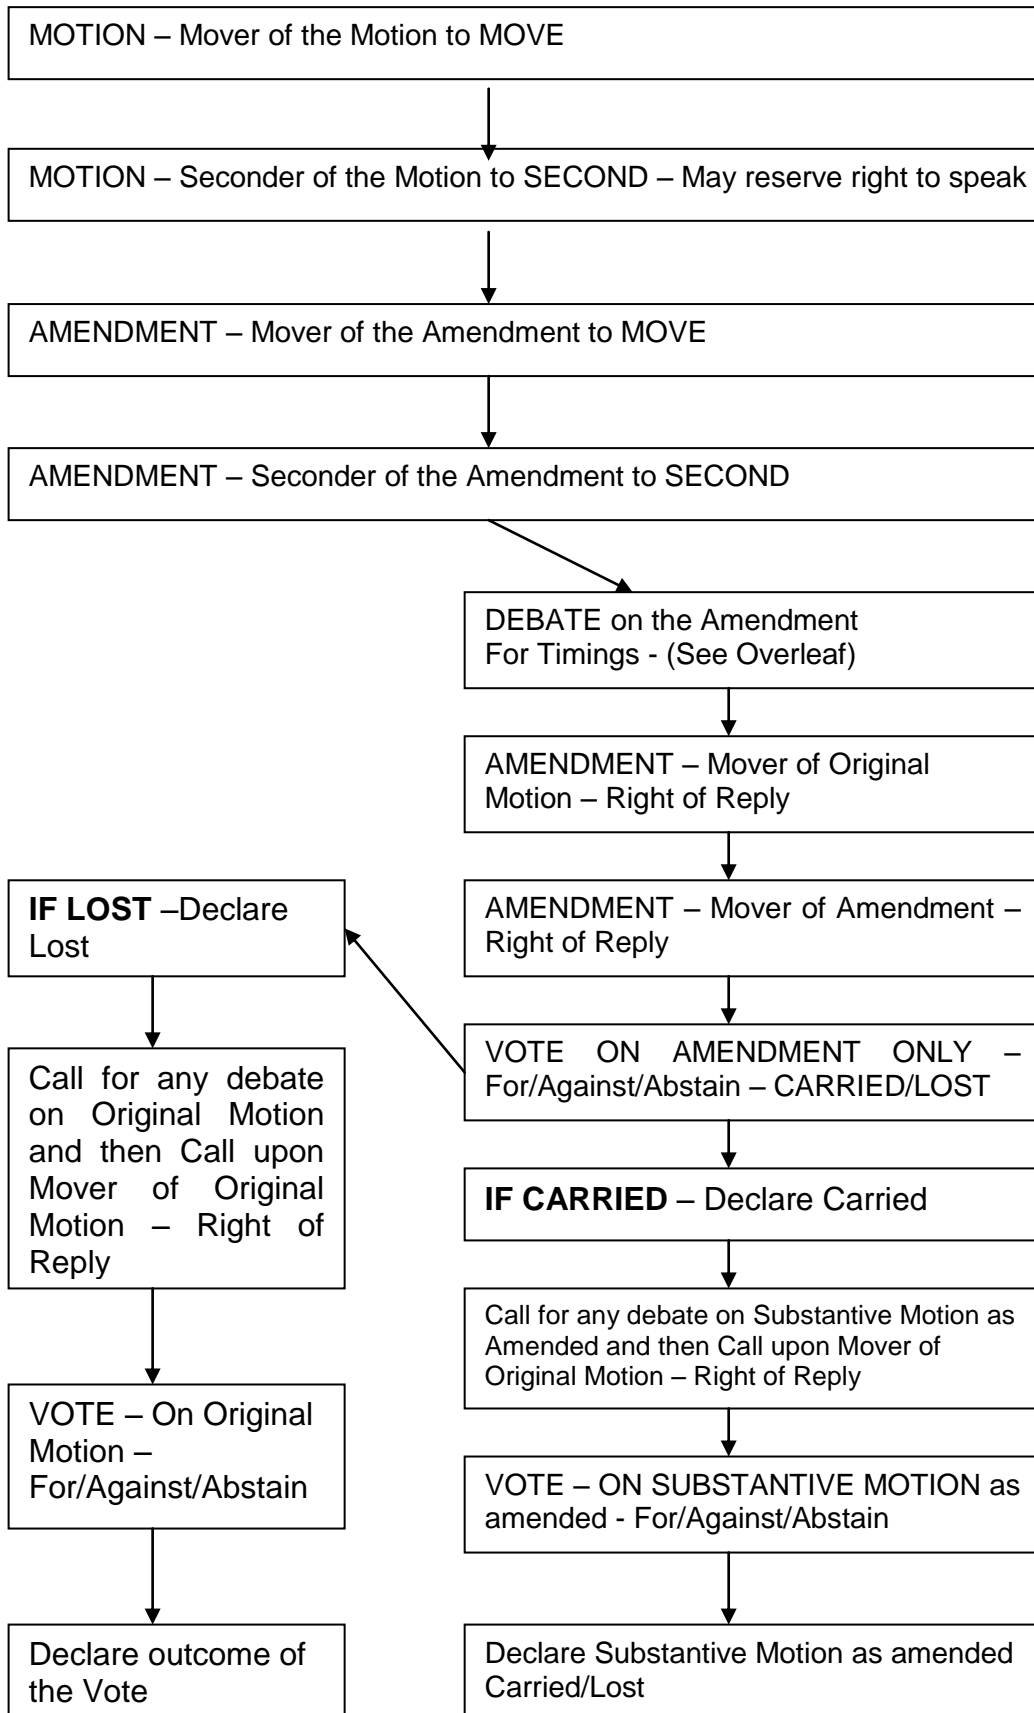 MOTION – Mover of the Motion to MOVE
MOTION – Seconder of the Motion to SECOND – May reserve right to speak
AMENDMENT – Mover of the Amendment to MOVE
AMENDMENT – Seconder of the Amendment to SECOND
DEBATE on the Amendment
For Timings - (See Overleaf)
AMENDMENT – Mover of Original
Motion – Right of Reply
AMENDMENT – Mover of Amendment –
Right of Reply
VOTE ON AMENDMENT ONLY –
For/Against/Abstain – CARRIED/LOST
IF LOST –Declare
Lost
Call for any debate
on Original Motion
and then Call upon
Mover of Original
Motion – Right of
Reply
VOTE – On Original
Motion –
For/Against/Abstain
Declare outcome of
the Vote
IF CARRIED – Declare Carried
Call for any debate on Substantive Motion as
Amended and then Call upon Mover of
Original Motion – Right of Reply
VOTE – ON SUBSTANTIVE MOTION as
amended - For/Against/Abstain
Declare Substantive Motion as amended
Carried/Lost